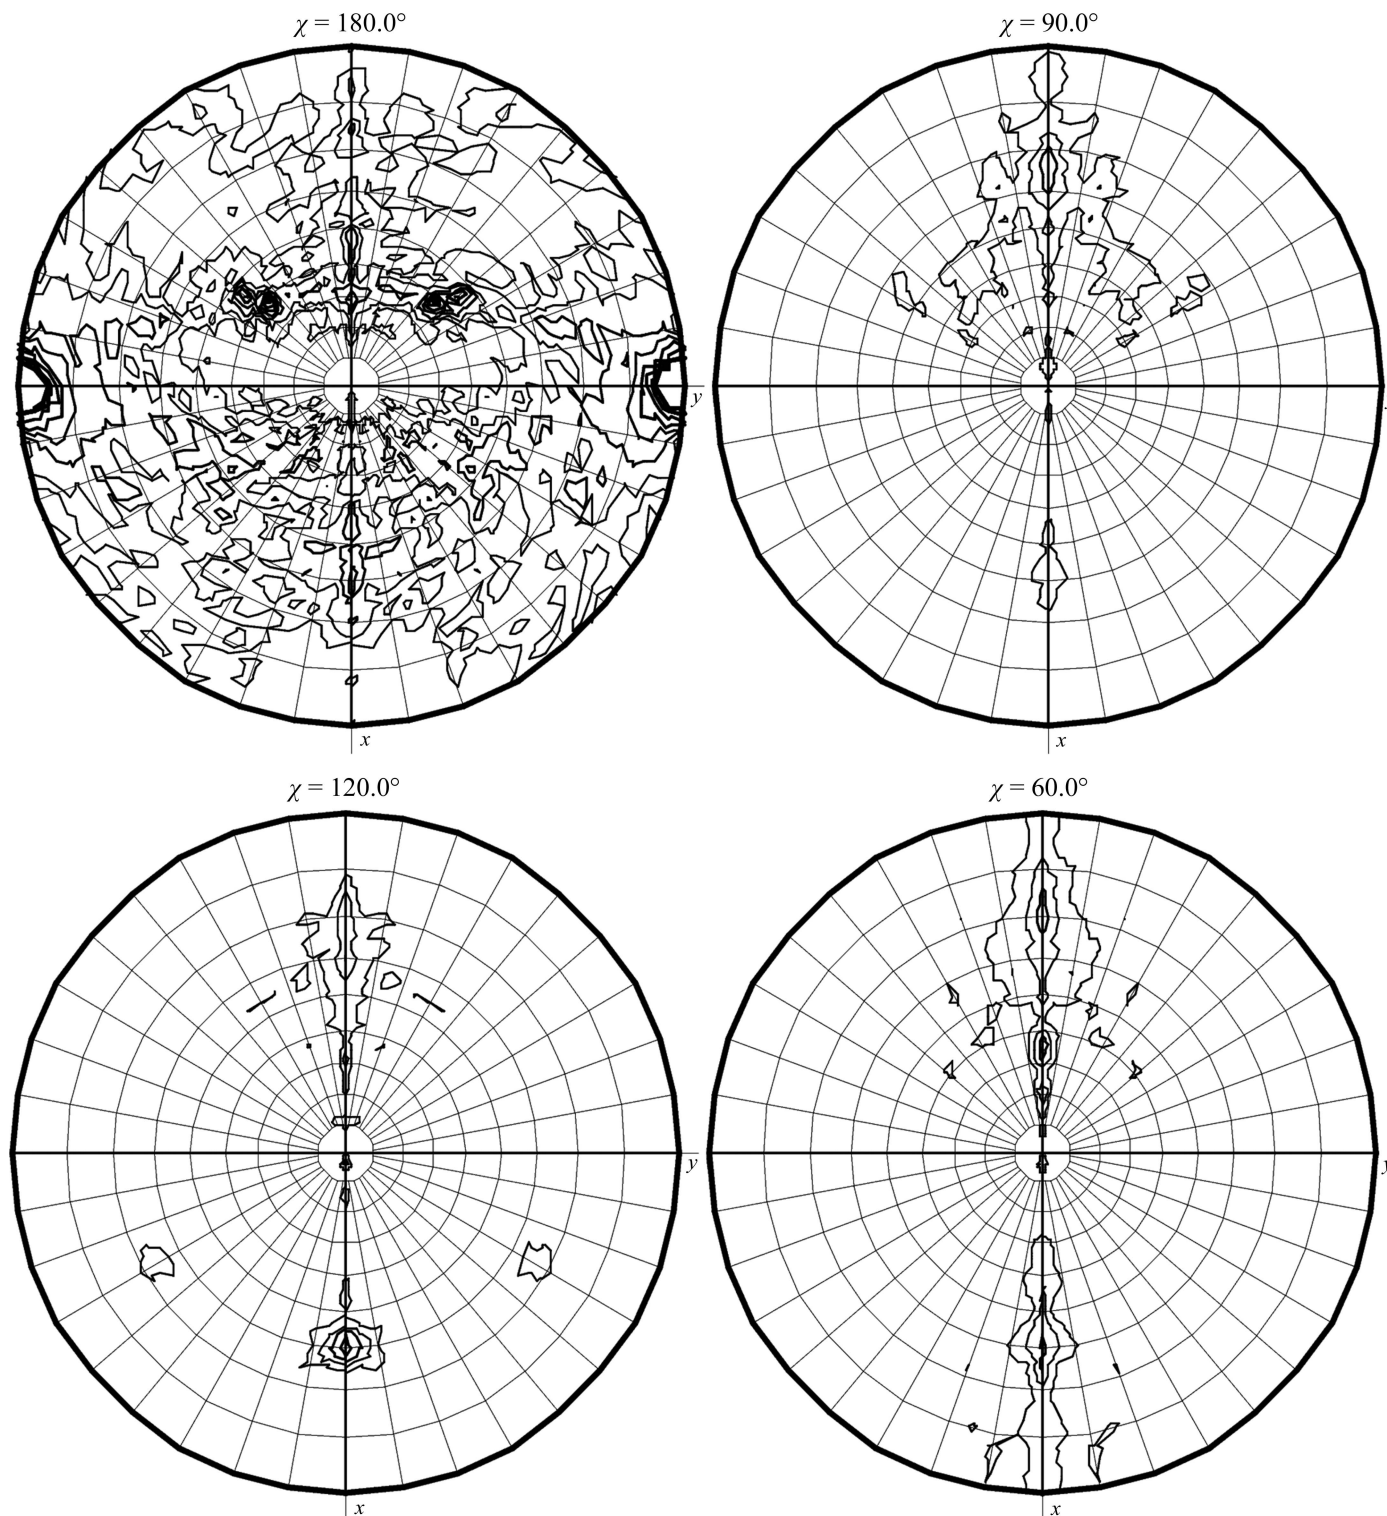 χ = 180.0°
χ = 90.0°
y
x
x
χ = 120.0°
χ = 60.0°
y
y
x
x